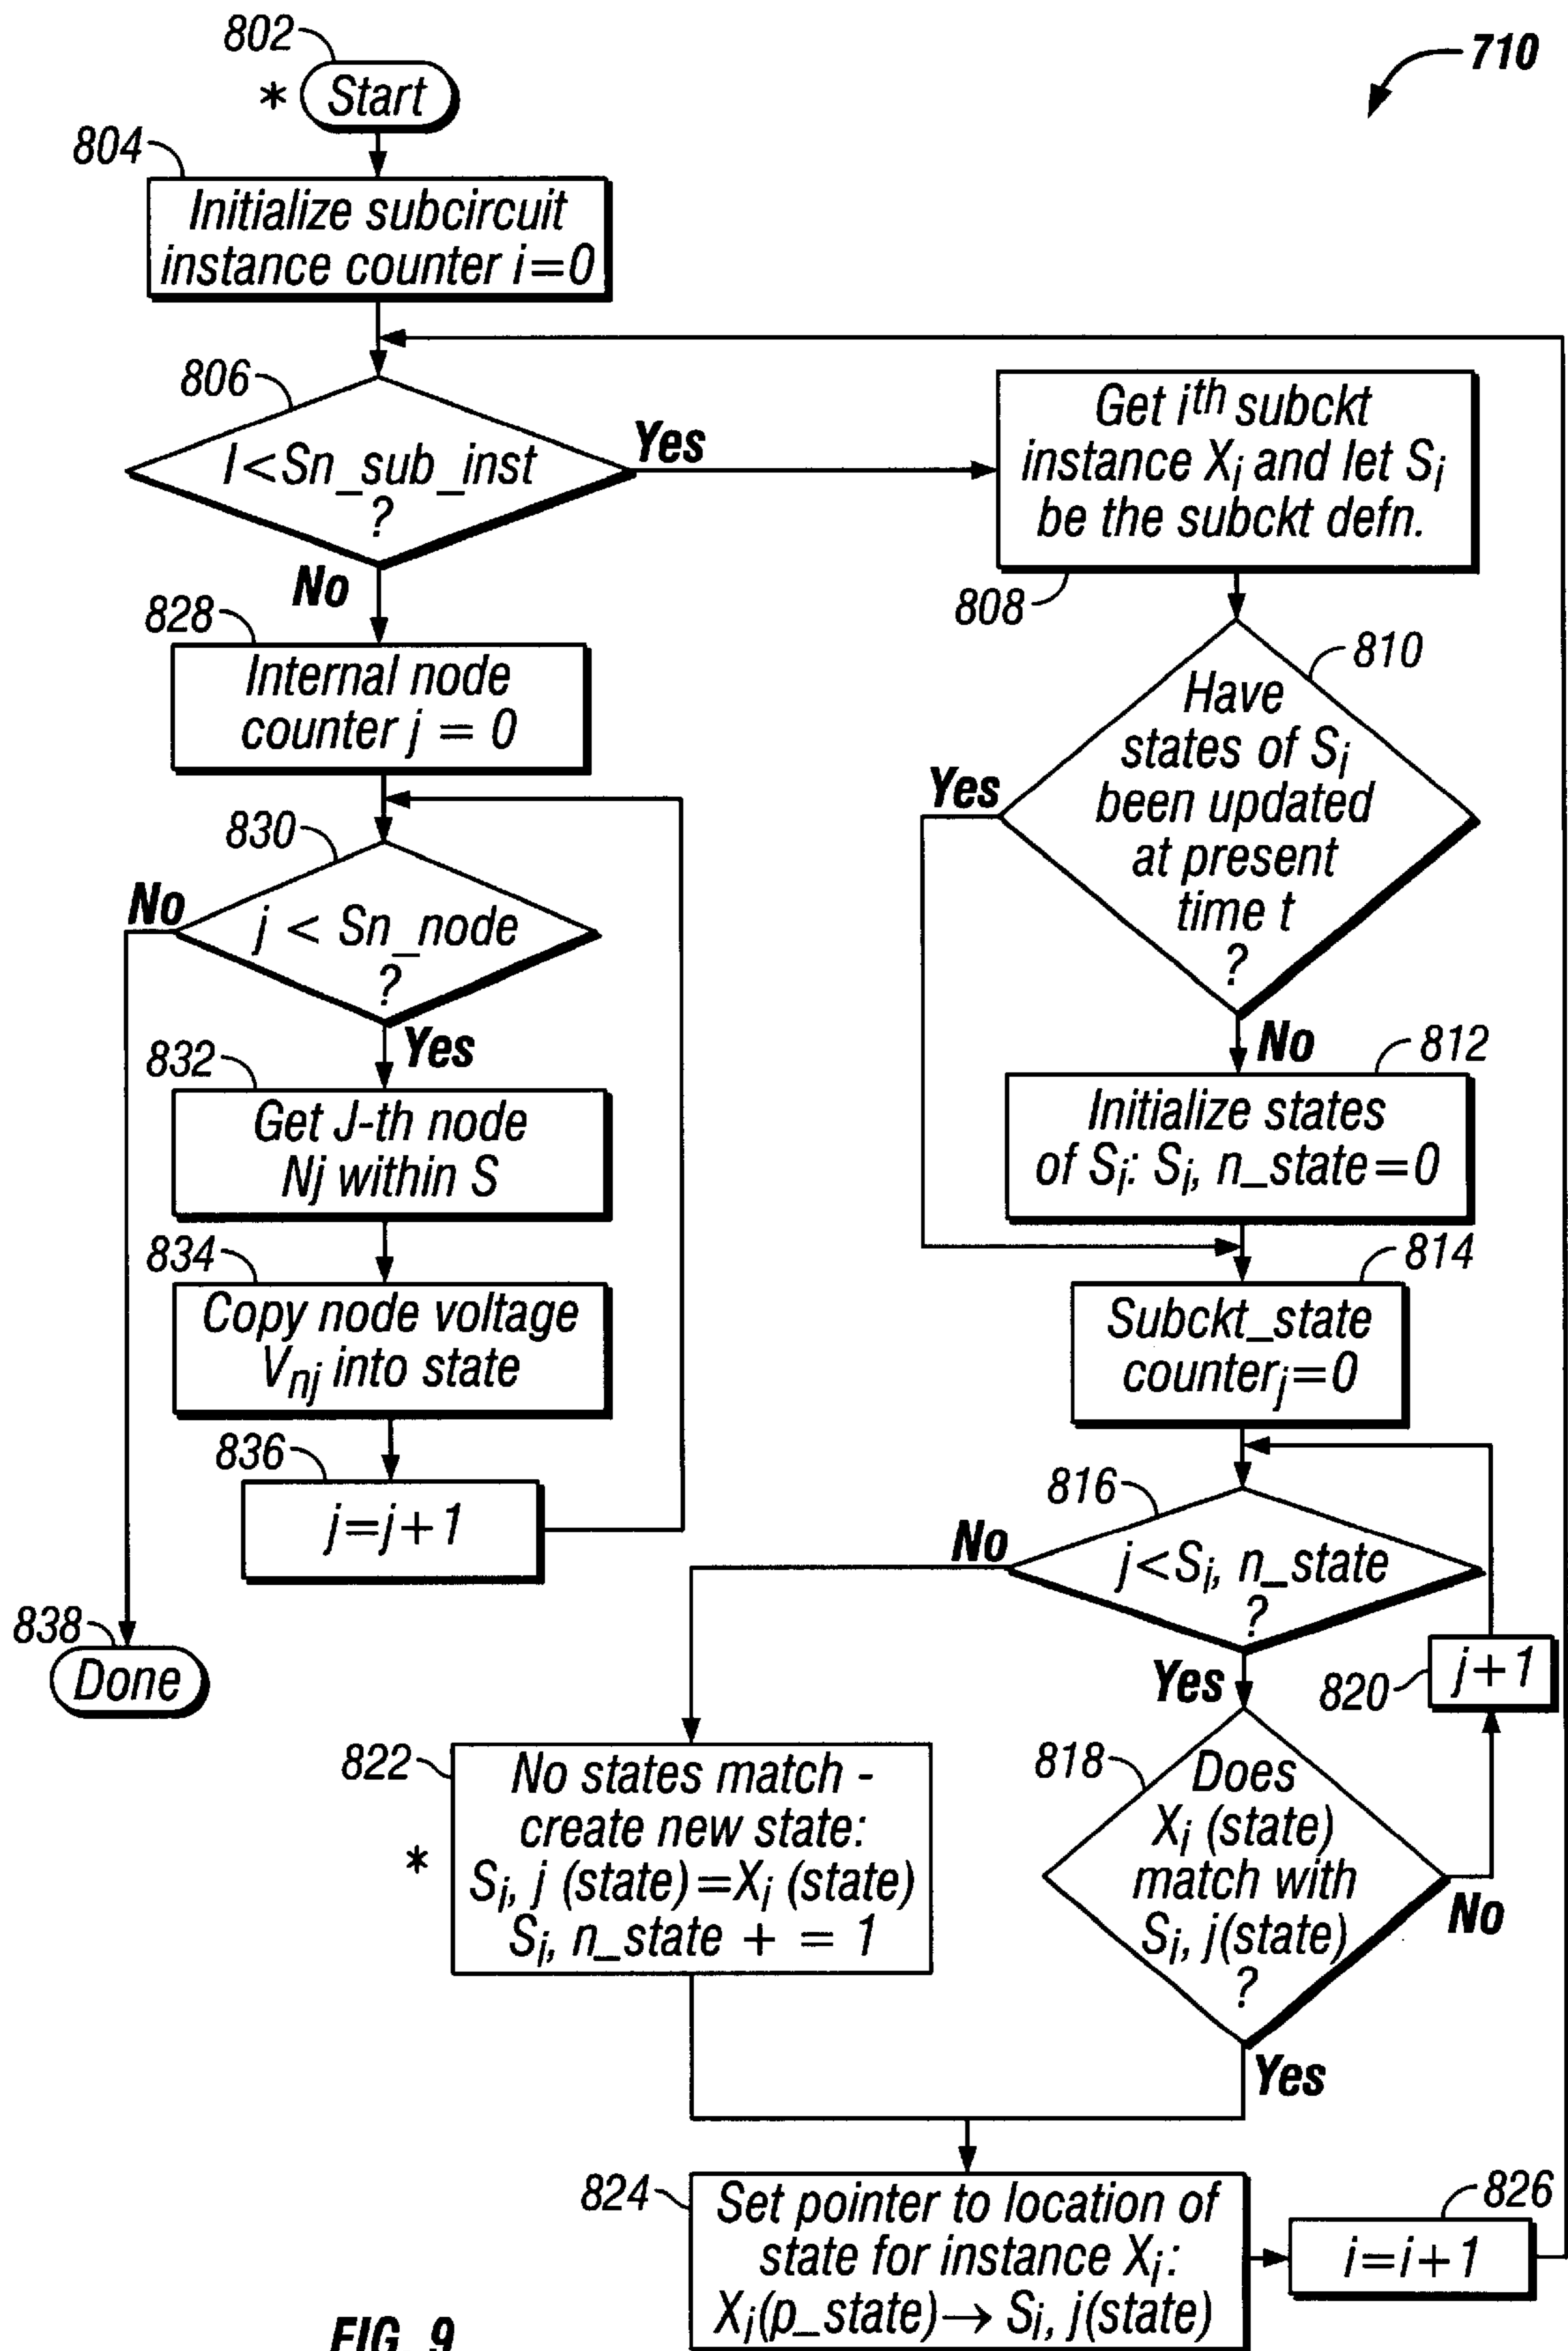 802
710
* Start
804
Initialize subcircuit
instance counter i=0
806
I<Sn_sub_inst
?
Yes
No
Get ith subckt
instance Xi and let Si
be the subckt defn.
808
810
Have
states of Si
been updated
at present
time t
?
Yes
No
812
Initialize states
of Si: Si, n_state=0
814
Subckt_state
counterj=0
816
j<Si, n_state
?
No
Yes
818
Does
Xi (state)
match with
Si, j(state)
?
No
Yes
820
j+1
822
*
No states match -
create new state:
Si, j (state)=Xi (state)
Si, n_state + = 1
824
Set pointer to location of
state for instance Xi:
Xi(p_state)→ Si, j(state)
826
i=i+1
828
Internal node
counter j = 0
830
j < Sn_node
?
No
Yes
832
Get J-th node
Nj within S
834
Copy node voltage
Vnj into state
836
j=j+1
838
Done
FIG. 9